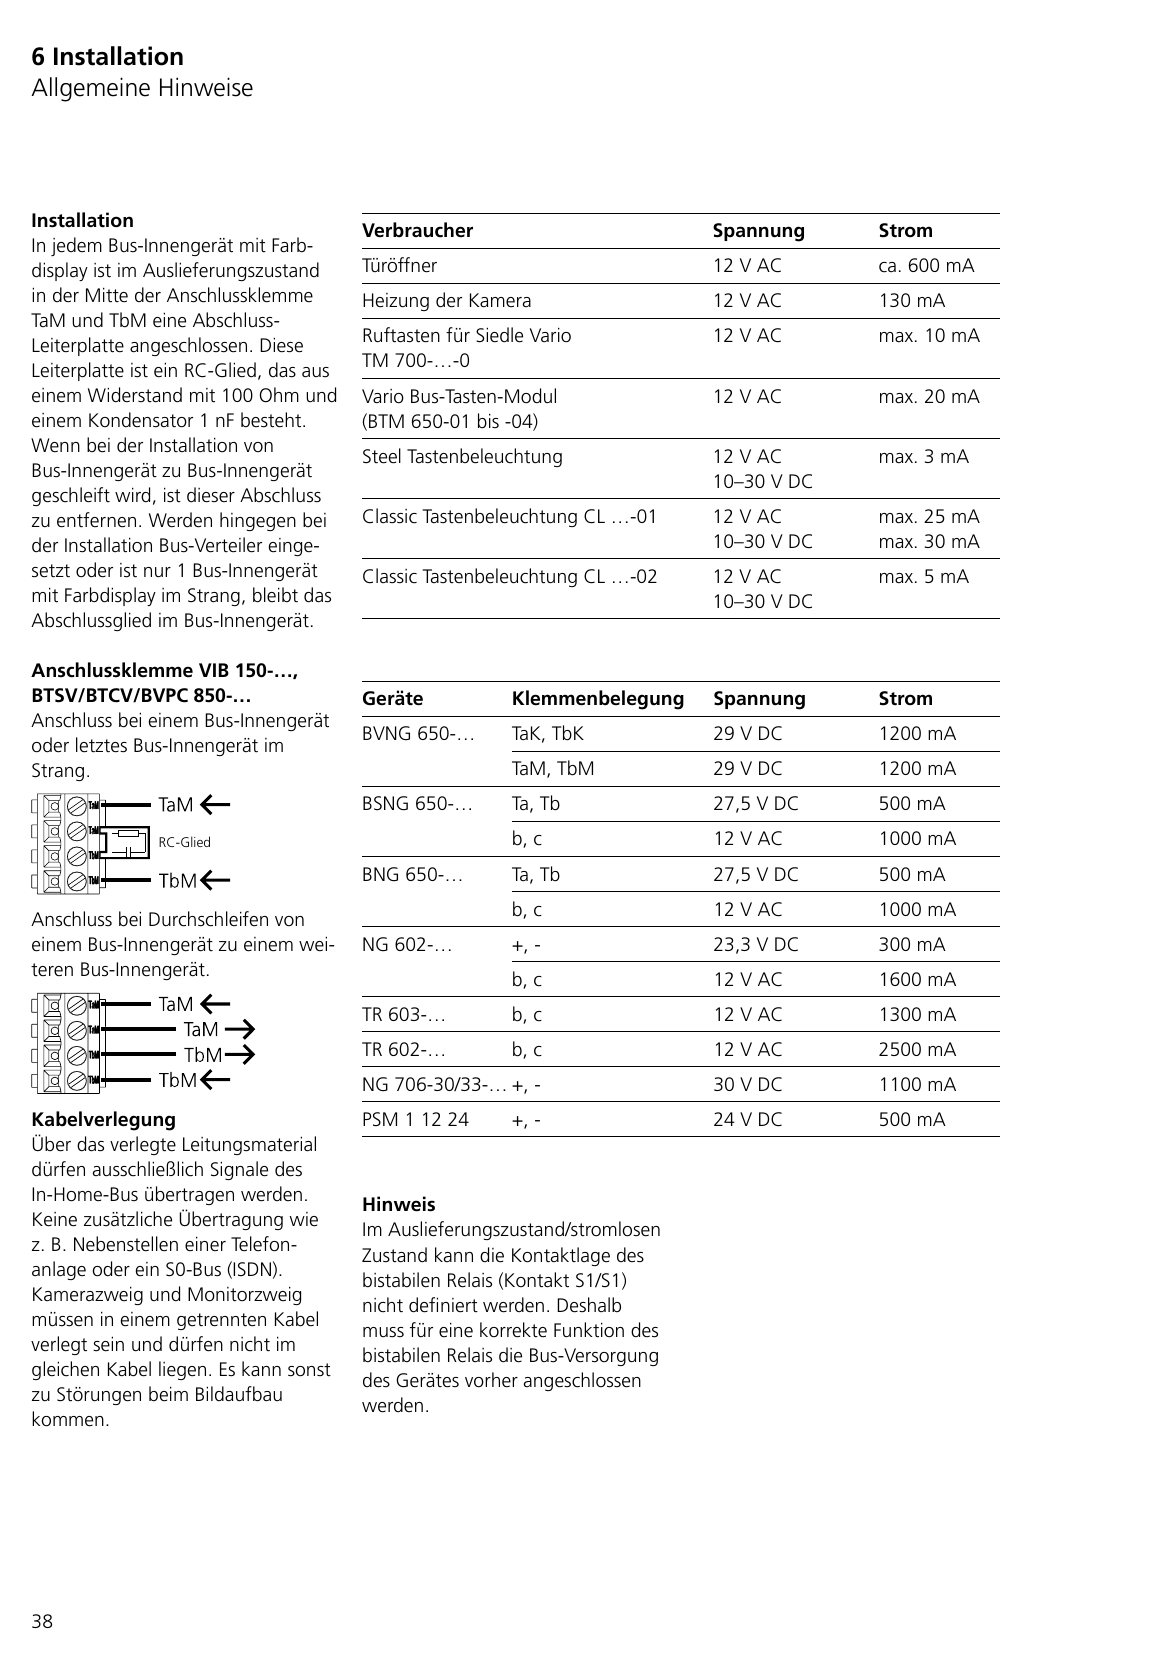 6 Installation
Allgemeine Hinweise
Installation
In jedem Bus-Innengerät mit Farb-
display ist im Auslieferungszustand
in der Mitte der Anschlussklemme
TaM und TbM eine Abschluss-
Leiterplatte angeschlossen. Diese
Leiterplatte ist ein RC-Glied, das aus
einem Widerstand mit 100 Ohm und
einem Kondensator 1 nF besteht.
Wenn bei der Installation von
Bus-Innengerät zu Bus-Innengerät
geschleift wird, ist dieser Abschluss
zu entfernen. Werden hingegen bei
der Installation Bus-Verteiler einge-
setzt oder ist nur 1 Bus-Innengerät
mit Farbdisplay im Strang, bleibt das
Abschlussglied im Bus-Innengerät.
Anschlussklemme VIB 150-…,
BTSV/BTCV/BVPC 850-…
Anschluss bei einem Bus-Innengerät
oder letztes Bus-Innengerät im
Strang.
TaM TaM
TaM
RC-Glied
TbM
TbM TbM
Anschluss bei Durchschleifen von
einem Bus-Innengerät zu einem wei-
teren Bus-Innengerät.
TaM TaM
TaM TaM
TbM TbM
TbM TbM
Kabelverlegung
Über das verlegte Leitungsmaterial
dürfen ausschließlich Signale des
In-Home-Bus übertragen werden.
Keine zusätzliche Übertragung wie
z. B. Nebenstellen einer Telefon-
anlage oder ein S0-Bus (ISDN).
Kamerazweig und Monitorzweig
müssen in einem getrennten Kabel
verlegt sein und dürfen nicht im
gleichen Kabel liegen. Es kann sonst
zu Störungen beim Bildaufbau
kommen.
Verbraucher Spannung Strom
Türöffner 12 V AC ca. 600 mA
Heizung der Kamera 12 V AC 130 mA
Ruftasten für Siedle Vario 12 V AC max. 10 mA
TM 700-…-0
Vario Bus-Tasten-Modul 12 V AC max. 20 mA
(BTM 650-01 bis -04)
Steel Tastenbeleuchtung 12 V AC max. 3 mA
10–30 V DC
Classic Tastenbeleuchtung CL …-01 12 V AC max. 25 mA
10–30 V DC max. 30 mA
Classic Tastenbeleuchtung CL …-02 12 V AC max. 5 mA
10–30 V DC
Geräte Klemmenbelegung Spannung Strom
BVNG 650-… TaK, TbK 29 V DC 1200 mA
TaM, TbM 29 V DC 1200 mA
BSNG 650-… Ta, Tb 27,5 V DC 500 mA
b, c 12 V AC 1000 mA
BNG 650-… Ta, Tb 27,5 V DC 500 mA
b, c 12 V AC 1000 mA
NG 602-… +, - 23,3 V DC 300 mA
b, c 12 V AC 1600 mA
TR 603-… b, c 12 V AC 1300 mA
TR 602-… b, c 12 V AC 2500 mA
NG 706-30/33-… +, - 30 V DC 1100 mA
PSM 1 12 24 +, - 24 V DC 500 mA
Hinweis
Im Auslieferungszustand/stromlosen
Zustand kann die Kontaktlage des
bistabilen Relais (Kontakt S1/S1)
nicht definiert werden. Deshalb
muss für eine korrekte Funktion des
bistabilen Relais die Bus-Versorgung
des Gerätes vorher angeschlossen
werden.
38